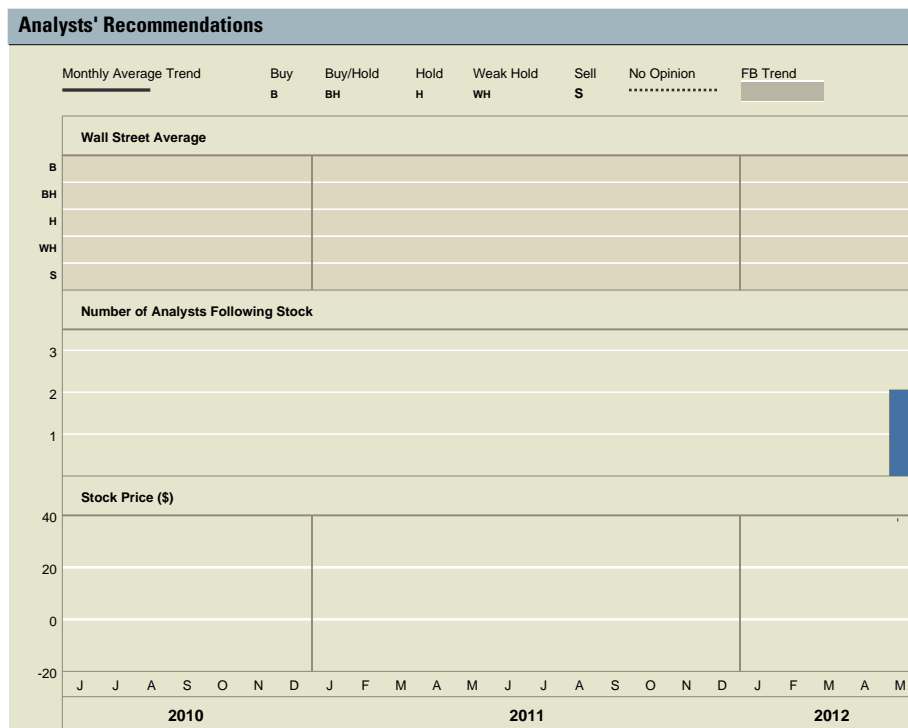 Analysts' Recommendations
Monthly Average Trend Buy Buy/Hold Hold Weak Hold Sell No Opinion FB Trend
B BH H WH S
Wall Street Average
B
BH
H
WH
S
Number of Analysts Following Stock
3
2
1
Stock Price ($)
40
20
0
-20
J J A S O N D J F M A M J J A S O N D J F M A M
2010 2011 2012